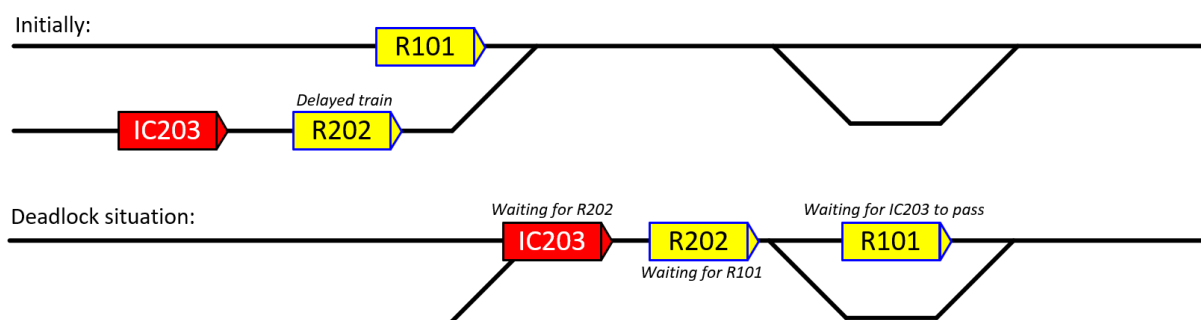 Initially:
R101
Delayed train
IC203
R202
Deadlock situation:
Waiting for R202
Waiting for IC203 to pass
IC203
R202
R101
Waiting for R101